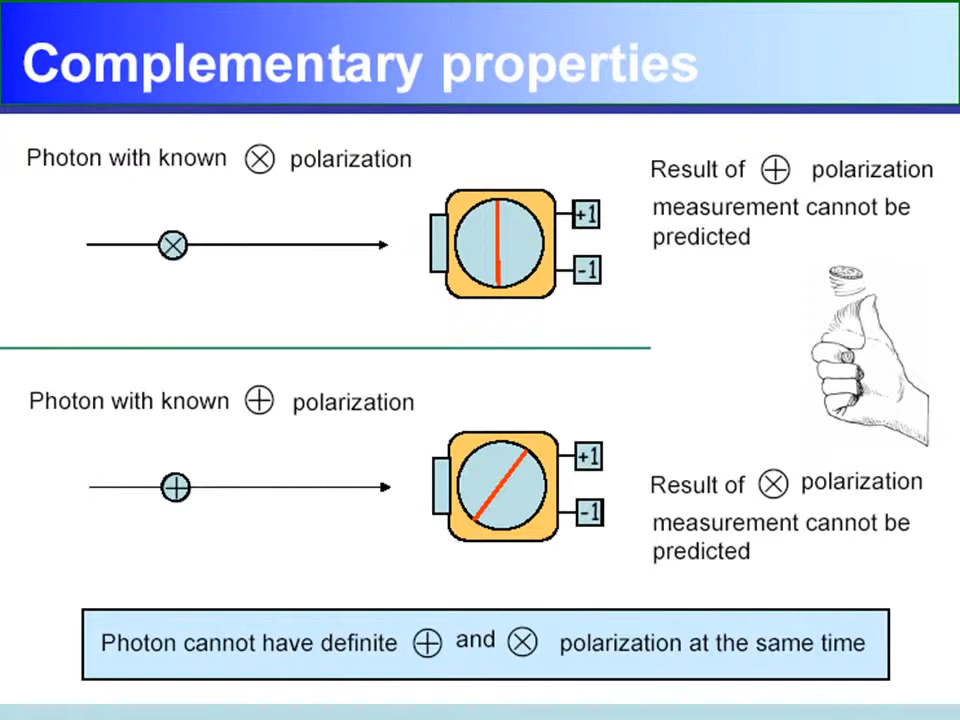 Complementary properties
Photon with known ⊗ polarization
Result of ⊕ polarization
measurement cannot be
predicted
+1
-1
Photon with known ⊕ polarization
+1
-1
Result of ⊗ polarization
measurement cannot be
predicted
Photon cannot have definite ⊕ and ⊗ polarization at the same time